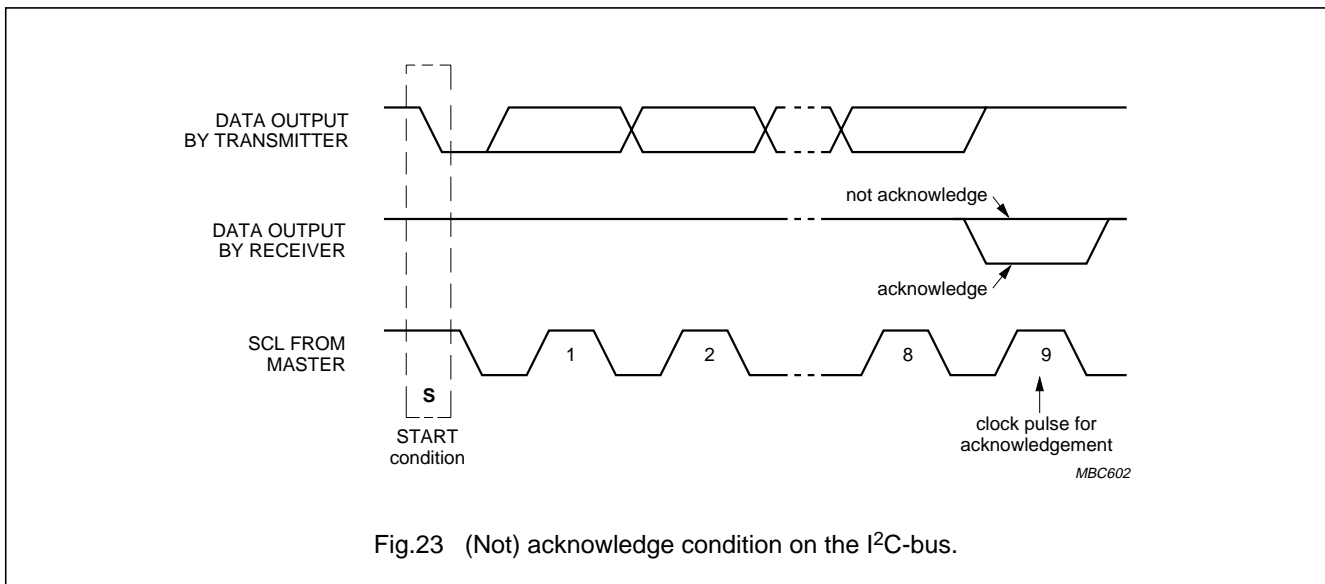 DATA OUTPUT
BY TRANSMITTER
not acknowledge
DATA OUTPUT
BY RECEIVER
acknowledge
SCL FROM
MASTER
1
2
8
9
S
START
condition
clock pulse for
acknowledgement
MBC602
Fig.23 (Not) acknowledge condition on the I²C-bus.